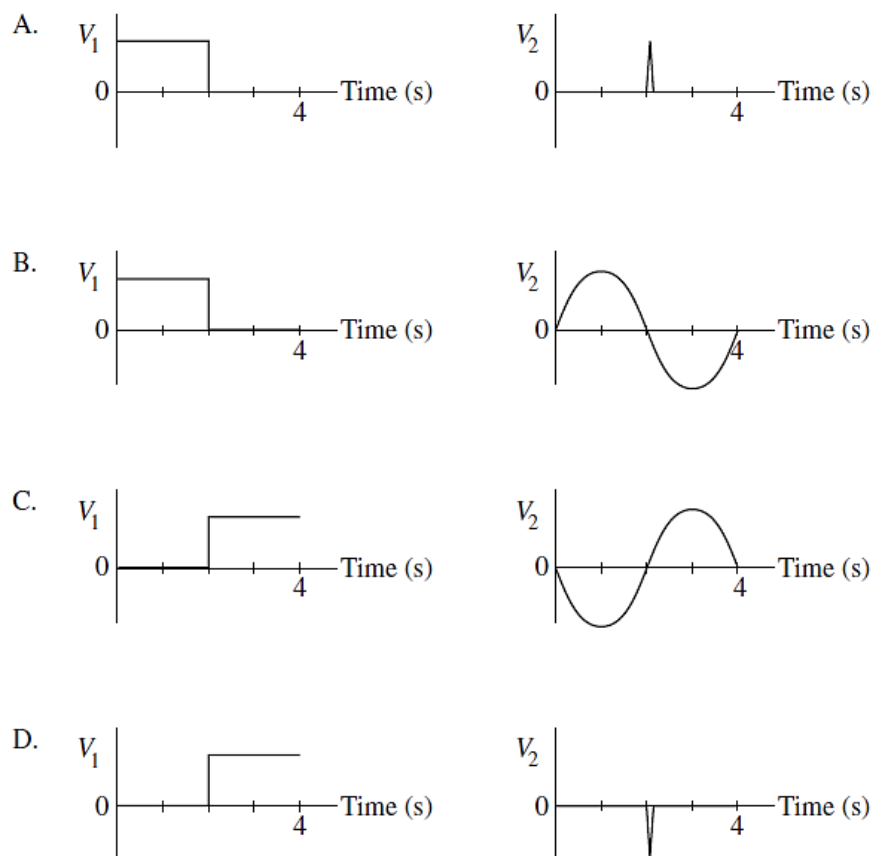 A. V1 0 4 Time (s) V2 0 4 Time (s)
B. V1 0 4 Time (s) V2 0 4 Time (s)
C. V1 0 4 Time (s) V2 0 4 Time (s)
D. V1 0 4 Time (s) V2 0 4 Time (s)